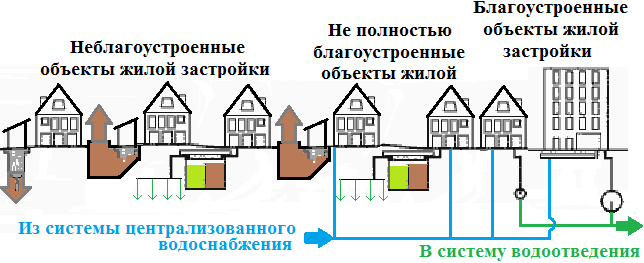 Неблагоустроенные
объекты жилой застройки
Не полностью
благоустроенные
объекты жилой
Благоустроенные
объекты жилой
застройки
Из системы централизованного
водоснабжения
В систему водоотведения